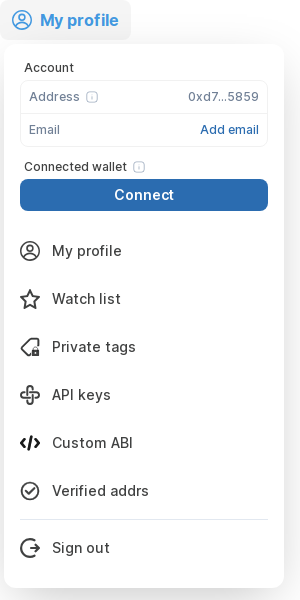 My profile
Account
Address 0xd7...5859
Email Add email
Connected wallet
Connect
My profile
Watch list
Private tags
API keys
Custom ABI
Verified addrs
Sign out